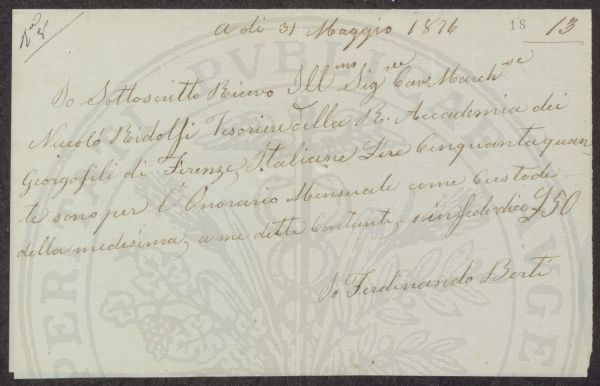 N° 8
A dì 31 Maggio 1876
18 13
Io Sottoscritto Ricevo Ill^mo Sig^re Cav^ March^se
Niccoló Ridolfi Tesoriere della R. Accademia dei
Georgofili di Firenze, Italiane Lire Cinquanta quan-
te sono per l'Onorario Mensuale come Custode
della medesima, a me dette Contanti, e in fede dico £50
Io Ferdinando Berti